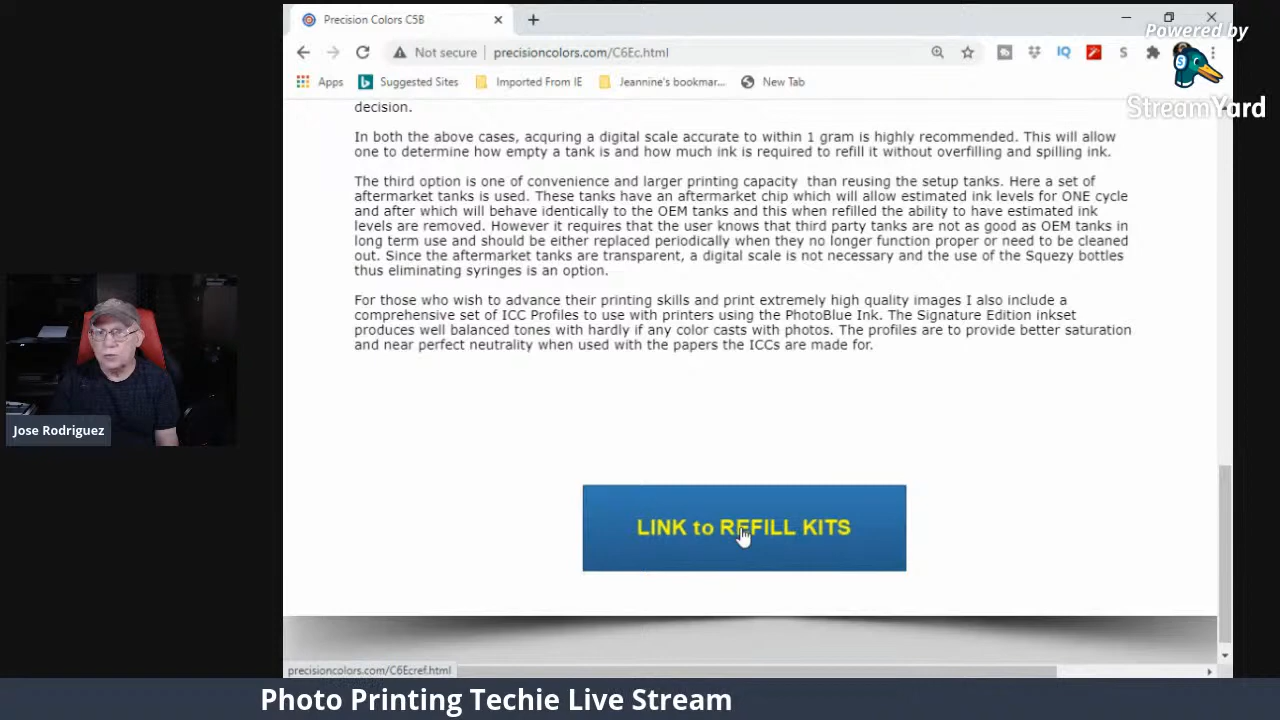 Precision Colors C5B
Not secure
precisioncolors.com/C6Ec.html
IQ
S
Apps
Suggested Sites
Imported From IE
Jeannine's bookmar...
New Tab
Powered by
S
StreamYard
decision.
In both the above cases, acquring a digital scale accurate to within 1 gram is highly recommended. This will allow
one to determine how empty a tank is and how much ink is required to refill it without overfilling and spilling ink.
The third option is one of convenience and larger printing capacity than reusing the setup tanks. Here a set of
aftermarket tanks is used. These tanks have an aftermarket chip which will allow estimated ink levels for ONE cycle
and after which will behave identically to the OEM tanks and this when refilled the ability to have estimated ink
levels are removed. However it requires that the user knows that third party tanks are not as good as OEM tanks in
long term use and should be either replaced periodically when they no longer function proper or need to be cleaned
out. Since the aftermarket tanks are transparent, a digital scale is not necessary and the use of the Squezy bottles
thus eliminating syringes is an option.
For those who wish to advance their printing skills and print extremely high quality images I also include a
comprehensive set of ICC Profiles to use with printers using the PhotoBlue Ink. The Signature Edition inkset
produces well balanced tones with hardly if any color casts with photos. The profiles are to provide better saturation
and near perfect neutrality when used with the papers the ICCs are made for.
Jose Rodriguez
LINK to REFILL KITS
precisioncolors.com/C6Ecref.html
Photo Printing Techie Live Stream